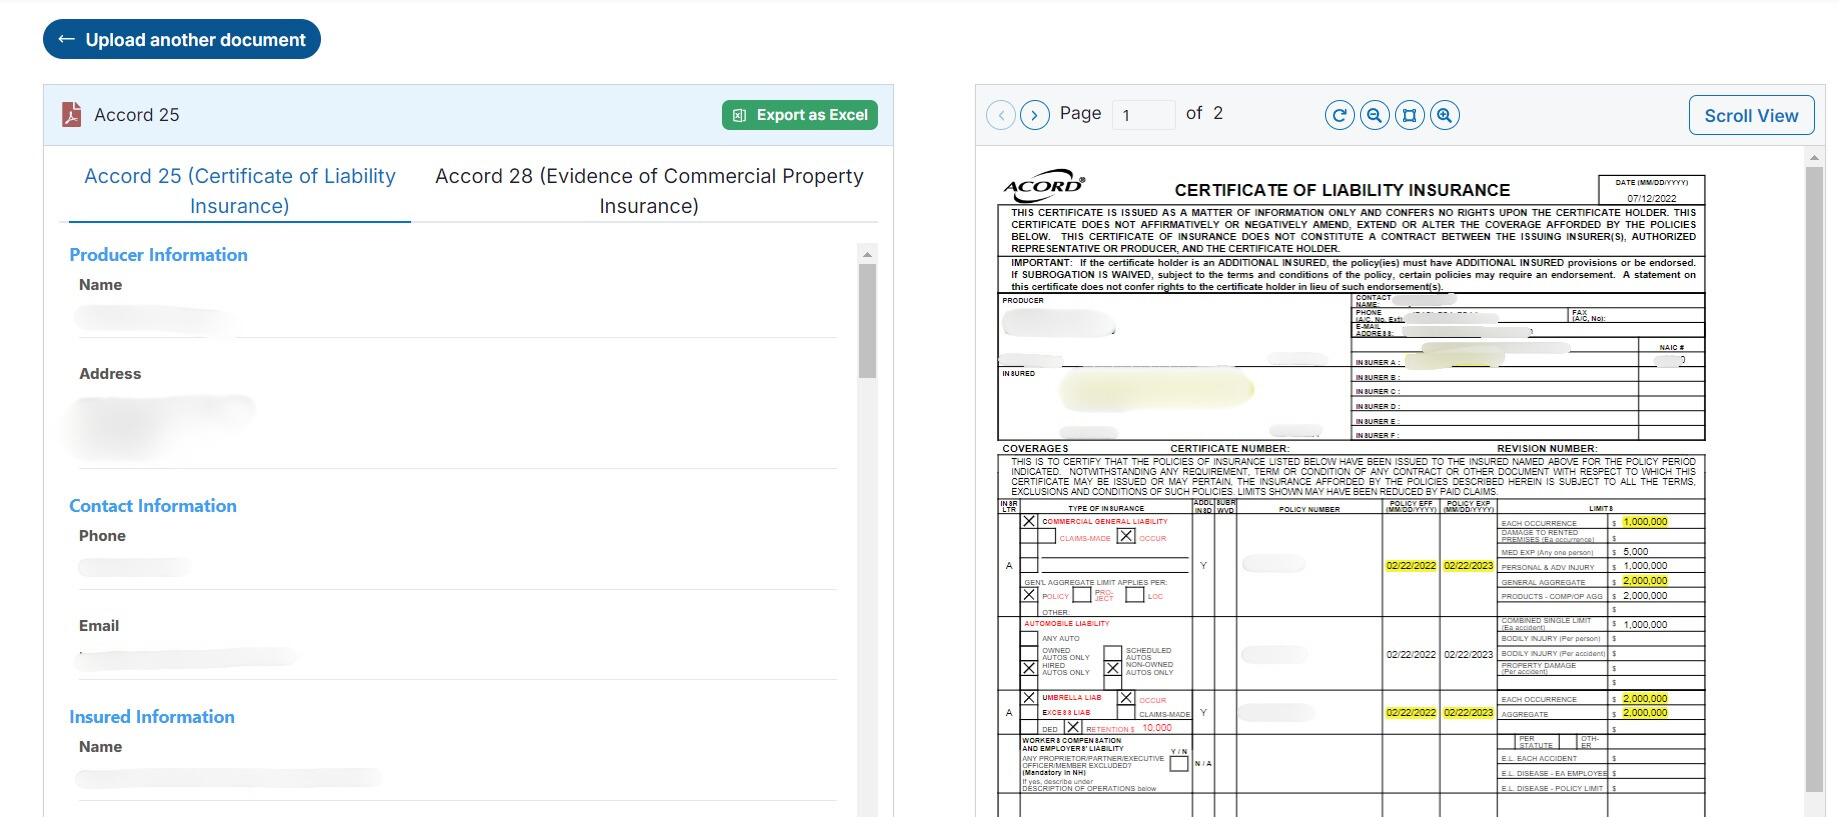 ← Upload another document
Accord 25
Export as Excel
Accord 25 (Certificate of Liability
Insurance)
Accord 28 (Evidence of Commercial Property
Insurance)
Producer Information
Name
Address
Contact Information
Phone
Email
Insured Information
Name
Page 1 of 2
Scroll View
ACORD®
CERTIFICATE OF LIABILITY INSURANCE
DATE (MM/DD/YYYY)
07/12/2022
THIS CERTIFICATE IS ISSUED AS A MATTER OF INFORMATION ONLY AND CONFERS NO RIGHTS UPON THE CERTIFICATE HOLDER. THIS
CERTIFICATE DOES NOT AFFIRMATIVELY OR NEGATIVELY AMEND, EXTEND OR ALTER THE COVERAGE AFFORDED BY THE POLICIES
BELOW. THIS CERTIFICATE OF INSURANCE DOES NOT CONSTITUTE A CONTRACT BETWEEN THE ISSUING INSURER(S), AUTHORIZED
REPRESENTATIVE OR PRODUCER, AND THE CERTIFICATE HOLDER.
IMPORTANT: If the certificate holder is an ADDITIONAL INSURED, the policy(ies) must have ADDITIONAL INSURED provisions or be endorsed.
If SUBROGATION IS WAIVED, subject to the terms and conditions of the policy, certain policies may require an endorsement. A statement on
this certificate does not confer rights to the certificate holder in lieu of such endorsement(s).
PRODUCER
CONTACT
NAME:
PHONE
(A/C, No, Ext):
FAX
(A/C, No):
E-MAIL
ADDRESS:
NAIC #
INSURER A :
INSURED
INSURER B :
INSURER C :
INSURER D :
INSURER E :
INSURER F :
COVERAGES CERTIFICATE NUMBER: REVISION NUMBER:
THIS IS TO CERTIFY THAT THE POLICIES OF INSURANCE LISTED BELOW HAVE BEEN ISSUED TO THE INSURED NAMED ABOVE FOR THE POLICY PERIOD
INDICATED. NOTWITHSTANDING ANY REQUIREMENT, TERM OR CONDITION OF ANY CONTRACT OR OTHER DOCUMENT WITH RESPECT TO WHICH THIS
CERTIFICATE MAY BE ISSUED OR MAY PERTAIN, THE INSURANCE AFFORDED BY THE POLICIES DESCRIBED HEREIN IS SUBJECT TO ALL THE TERMS,
EXCLUSIONS AND CONDITIONS OF SUCH POLICIES. LIMITS SHOWN MAY HAVE BEEN REDUCED BY PAID CLAIMS.
INSR
LTR
TYPE OF INSURANCE
ADDL
INSD
SUBR
WVD
POLICY NUMBER
POLICY EFF
(MM/DD/YYYY)
POLICY EXP
(MM/DD/YYYY)
LIMITS
X COMMERCIAL GENERAL LIABILITY
CLAIMS-MADE X OCCUR
A
GEN'L AGGREGATE LIMIT APPLIES PER:
X POLICY
PRO-
JECT
LOC
OTHER:
Y
02/22/2022 02/22/2023
EACH OCCURRENCE $ 1,000,000
DAMAGE TO RENTED
PREMISES (Ea occurrence) $
MED EXP (Any one person) $ 5,000
PERSONAL & ADV INJURY $ 1,000,000
GENERAL AGGREGATE $ 2,000,000
PRODUCTS - COMP/OP AGG $ 2,000,000
$
AUTOMOBILE LIABILITY
ANY AUTO
OWNED
AUTOS ONLY
SCHEDULED
AUTOS
X HIRED
AUTOS ONLY
X NON-OWNED
AUTOS ONLY
02/22/2022 02/22/2023
COMBINED SINGLE LIMIT
(Ea accident) $ 1,000,000
BODILY INJURY (Per person) $
BODILY INJURY (Per accident) $
PROPERTY DAMAGE
(Per accident) $
$
X UMBRELLA LIAB X OCCUR
A EXCESS LIAB CLAIMS-MADE Y
DED X RETENTION $ 10,000
02/22/2022 02/22/2023
EACH OCCURRENCE $ 2,000,000
AGGREGATE $ 2,000,000
$
WORKERS COMPENSATION
AND EMPLOYERS' LIABILITY
Y / N
ANY PROPRIETOR/PARTNER/EXECUTIVE
OFFICER/MEMBER EXCLUDED?
(Mandatory in NH)
If yes, describe under
DESCRIPTION OF OPERATIONS below
N / A
PER
STATUTE
OTH-
ER
E.L. EACH ACCIDENT $
E.L. DISEASE - EA EMPLOYEE $
E.L. DISEASE - POLICY LIMIT $